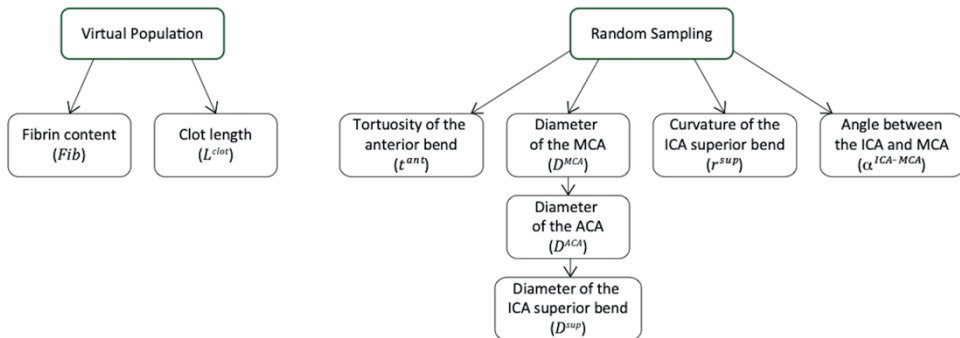 Virtual Population
Random Sampling
Fibrin content
(Fib)
Clot length
(L^clot)
Tortuosity of the
anterior bend
(t^ant)
Diameter
of the MCA
(D^MCA)
Curvature of the
ICA superior bend
(r^sup)
Angle between
the ICA and MCA
(α^ICA-MCA)
Diameter
of the ACA
(D^ACA)
Diameter of the
ICA superior bend
(D^sup)